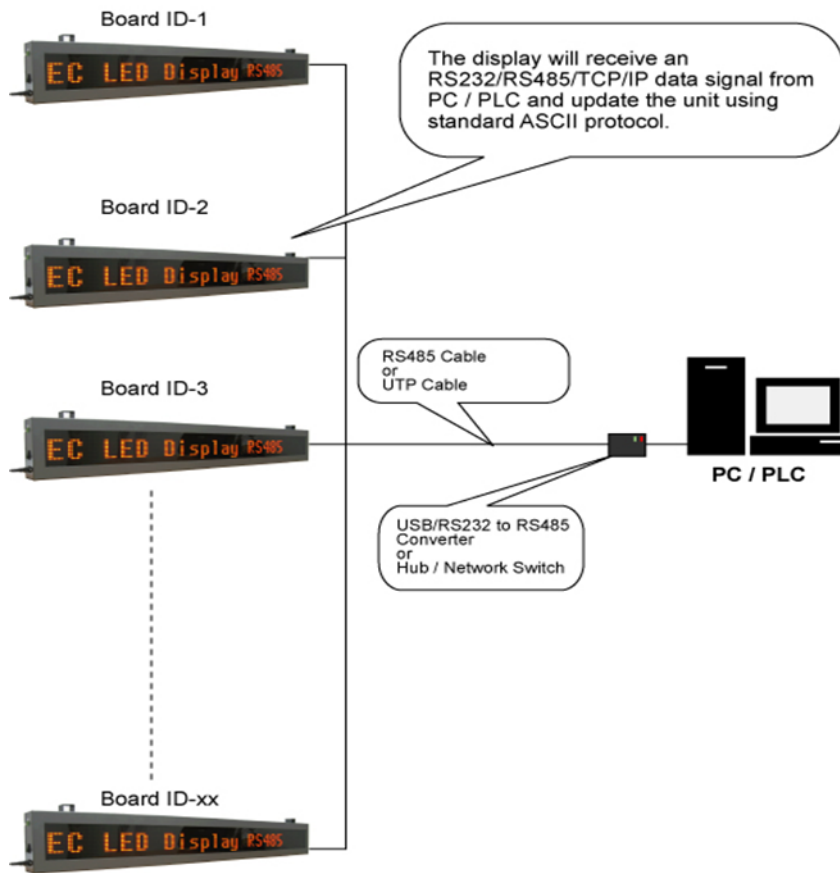 Board ID-1
EC LED Display RS485
The display will receive an
RS232/RS485/TCP/IP data signal from
PC / PLC and update the unit using
standard ASCII protocol.
Board ID-2
EC LED Display RS485
RS485 Cable
or
UTP Cable
Board ID-3
EC LED Display RS485
PC / PLC
USB/RS232 to RS485
Converter
or
Hub / Network Switch
Board ID-xx
EC LED Display RS485